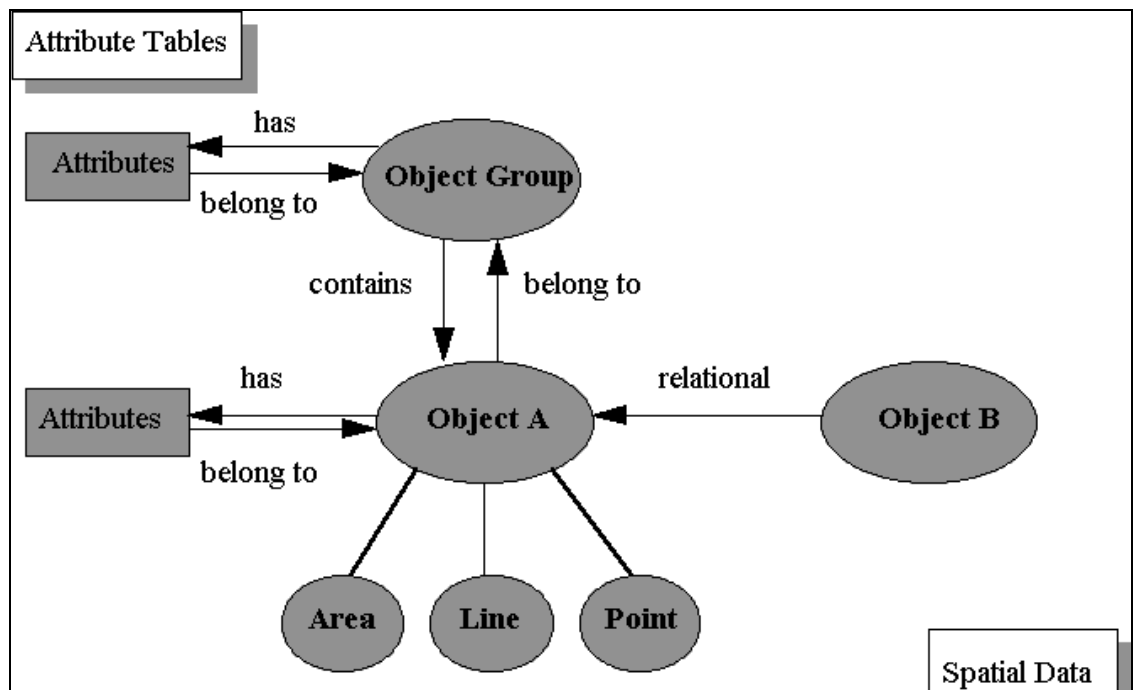 Attribute Tables
has
Attributes
Object Group
belong to
contains
belong to
has
relational
Attributes
Object A
Object B
belong to
Area
Line
Point
Spatial Data